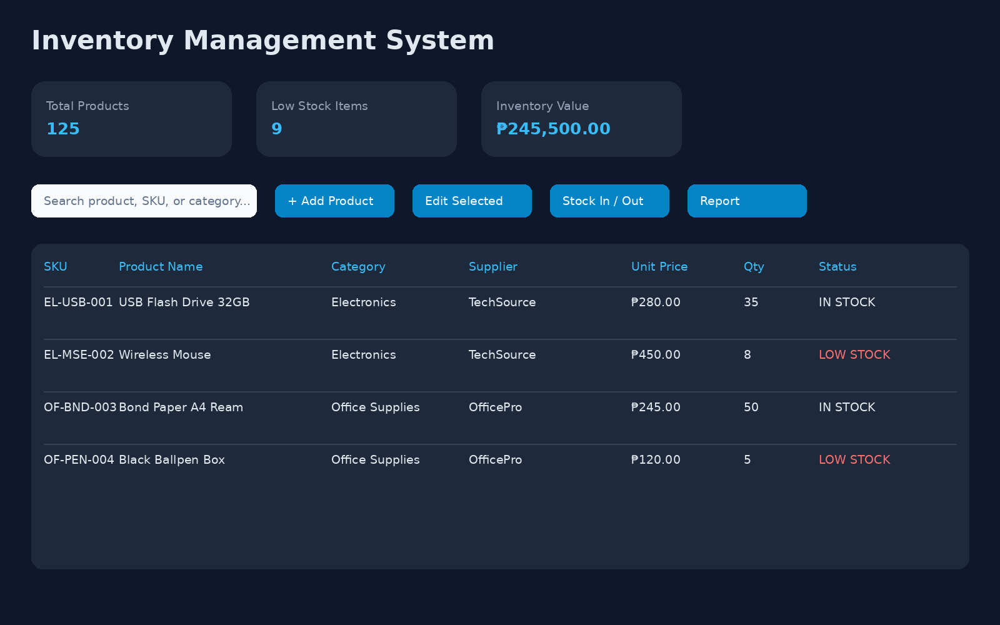 Inventory Management System
Total Products
125
Low Stock Items
9
Inventory Value
₱245,500.00
Search product, SKU, or category...
+ Add Product
Edit Selected
Stock In / Out
Report
SKU Product Name Category Supplier Unit Price Qty Status
EL-USB-001 USB Flash Drive 32GB Electronics TechSource ₱280.00 35 IN STOCK
EL-MSE-002 Wireless Mouse Electronics TechSource ₱450.00 8 LOW STOCK
OF-BND-003 Bond Paper A4 Ream Office Supplies OfficePro ₱245.00 50 IN STOCK
OF-PEN-004 Black Ballpen Box Office Supplies OfficePro ₱120.00 5 LOW STOCK